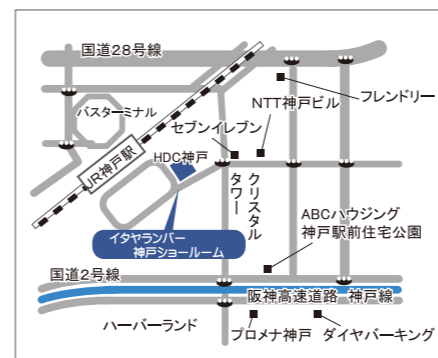 国道28号線
フレンドリー
バスターミナル
NTT神戸ビル
セブンイレブン
JR神戸駅
HDC神戸
クリスタル
タワー
ABCハウジング
神戸駅前住宅公園
イタヤランバー
神戸ショールーム
国道2号線
阪神高速道路 神戸線
ハーバーランド
プロメナ神戸
ダイヤパーキング